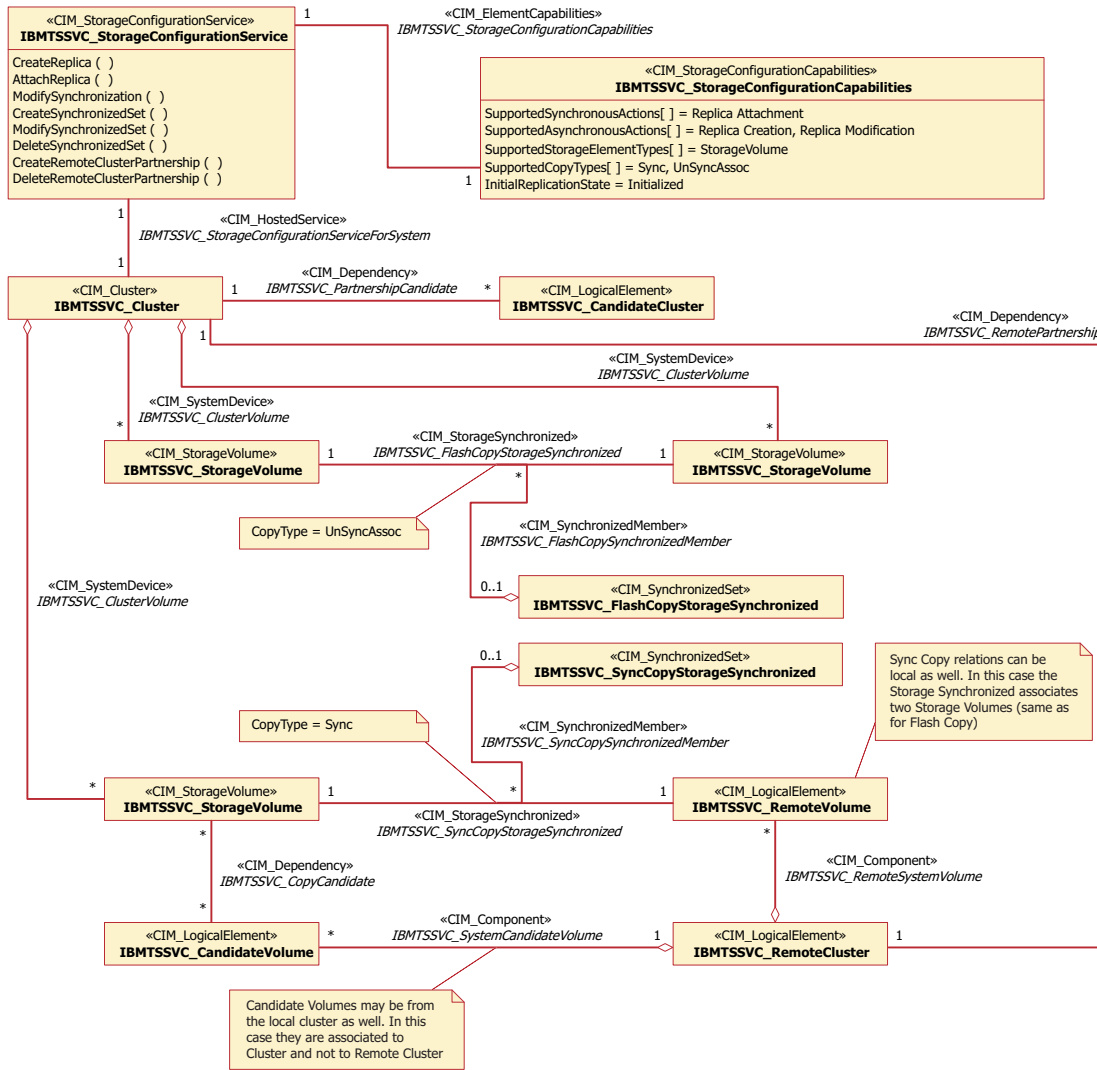 «CIM_StorageConfigurationService»
IBMTSSVC_StorageConfigurationService
CreateReplica ( )
AttachReplica ( )
ModifySynchronization ( )
CreateSynchronizedSet ( )
ModifySynchronizedSet ( )
DeleteSynchronizedSet ( )
CreateRemoteClusterPartnership ( )
DeleteRemoteClusterPartnership ( )
1
«CIM_ElementCapabilities»
IBMTSSVC_StorageConfigurationCapabilities
«CIM_StorageConfigurationCapabilities»
IBMTSSVC_StorageConfigurationCapabilities
SupportedSynchronousActions[ ] = Replica Attachment
SupportedAsynchronousActions[ ] = Replica Creation, Replica Modification
SupportedStorageElementTypes[ ] = StorageVolume
SupportedCopyTypes[ ] = Sync, UnSyncAssoc
InitialReplicationState = Initialized
1
1
«CIM_HostedService»
IBMTSSVC_StorageConfigurationServiceForSystem
1
«CIM_Cluster»
IBMTSSVC_Cluster
1
«CIM_Dependency»
IBMTSSVC_PartnershipCandidate
*
«CIM_LogicalElement»
IBMTSSVC_CandidateCluster
1
«CIM_Dependency»
IBMTSSVC_RemotePartnership
«CIM_SystemDevice»
IBMTSSVC_ClusterVolume
«CIM_SystemDevice»
IBMTSSVC_ClusterVolume
*
*
«CIM_StorageVolume»
IBMTSSVC_StorageVolume
1
«CIM_StorageSynchronized»
IBMTSSVC_FlashCopyStorageSynchronized
1
«CIM_StorageVolume»
IBMTSSVC_StorageVolume
*
CopyType = UnSyncAssoc
«CIM_SynchronizedMember»
IBMTSSVC_FlashCopySynchronizedMember
«CIM_SystemDevice»
IBMTSSVC_ClusterVolume
0..1
«CIM_SynchronizedSet»
IBMTSSVC_FlashCopyStorageSynchronized
0..1
«CIM_SynchronizedSet»
IBMTSSVC_SyncCopyStorageSynchronized
Sync Copy relations can be
local as well. In this case the
Storage Synchronized associates
two Storage Volumes (same as
for Flash Copy)
CopyType = Sync
«CIM_SynchronizedMember»
IBMTSSVC_SyncCopySynchronizedMember
*
*
«CIM_StorageVolume»
IBMTSSVC_StorageVolume
1
«CIM_StorageSynchronized»
IBMTSSVC_SyncCopyStorageSynchronized
1
«CIM_LogicalElement»
IBMTSSVC_RemoteVolume
*
«CIM_Dependency»
IBMTSSVC_CopyCandidate
*
*
«CIM_Component»
IBMTSSVC_RemoteSystemVolume
«CIM_LogicalElement»
IBMTSSVC_CandidateVolume
*
«CIM_Component»
IBMTSSVC_SystemCandidateVolume
1
«CIM_LogicalElement»
IBMTSSVC_RemoteCluster
1
Candidate Volumes may be from
the local cluster as well. In this
case they are associated to
Cluster and not to Remote Cluster